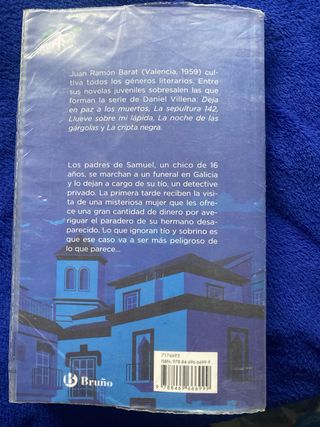 Juan Ramón Barat (Valencia, 1959) cul-
tiva todos los géneros literarios. Entre
sus novelas juveniles sobresalen las que
forman la serie de Daniel Villena: Deja
en paz a los muertos, La sepultura 142,
Llueve sobre mi lápida, La noche de las
gárgolas y La cripta negra.
Los padres de Samuel, un chico de 16
años, se marchan a un funeral en Galicia
y lo dejan a cargo de su tío, un detective
privado. La primera tarde reciben la visi-
ta de una misteriosa mujer que les ofre-
ce una gran cantidad de dinero por ave-
riguar el paradero de su hermano des-
aparecido. Lo que ignoran tío y sobrino es
que ese caso va a ser más peligroso de
lo que parece...
7174693
ISBN: 978-84-696-6699-9
Bruño